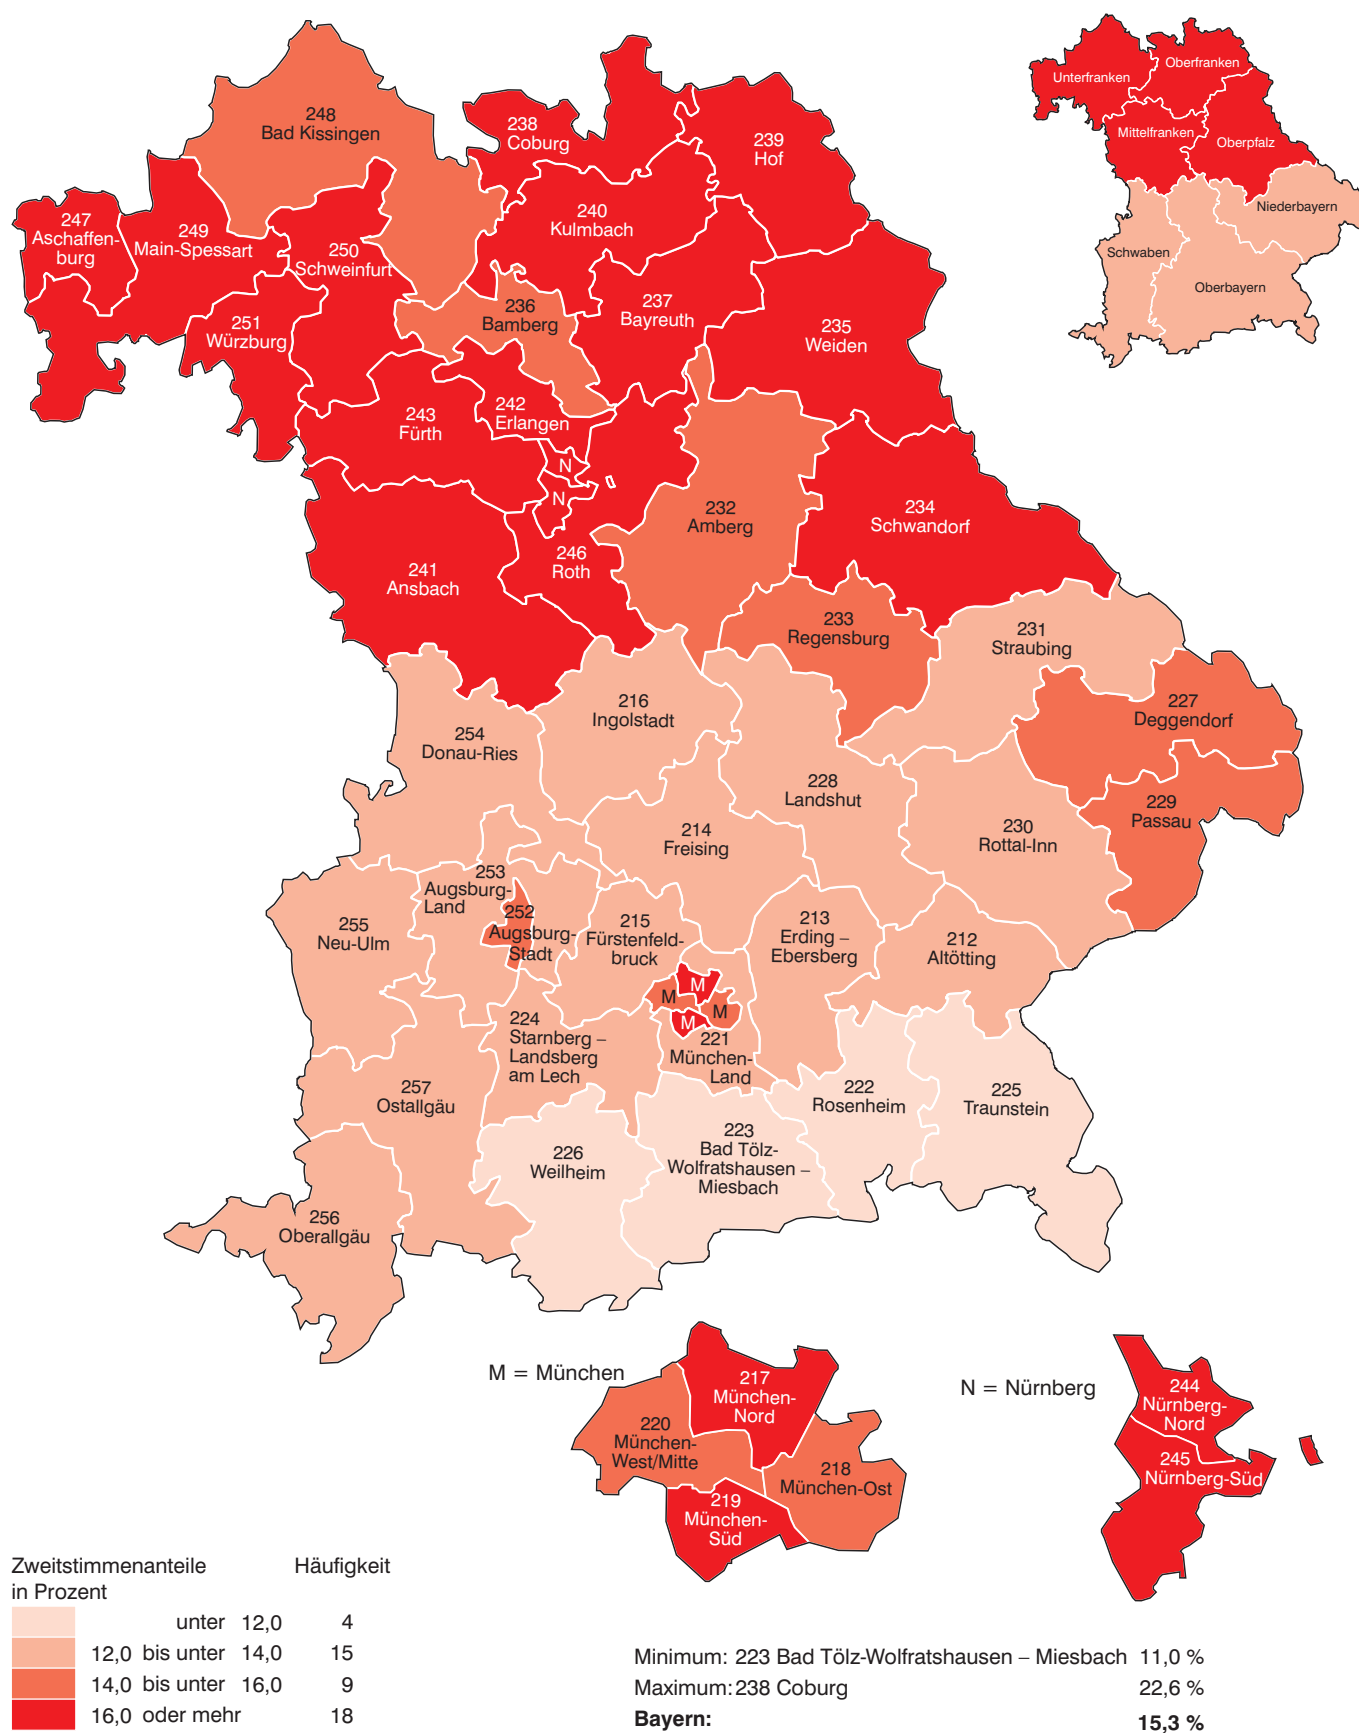 248
Bad Kissingen
238
Coburg
239
Hof
247
Aschaffen-
burg
249
Main-Spessart
250
Schweinfurt
240
Kulmbach
251
Würzburg
236
Bamberg
237
Bayreuth
235
Weiden
243
Fürth
242
Erlangen
N
N
232
Amberg
234
Schwandorf
241
Ansbach
246
Roth
233
Regensburg
231
Straubing
216
Ingolstadt
227
Deggendorf
254
Donau-Ries
228
Landshut
229
Passau
214
Freising
230
Rottal-Inn
253
Augsburg-
Land
252
Augsburg-
Stadt
255
Neu-Ulm
215
Fürstenfeld-
bruck
213
Erding –
Ebersberg
212
Altötting
M
M
M
M
224
Starnberg –
Landsberg
am Lech
221
München-
Land
257
Ostallgäu
222
Rosenheim
225
Traunstein
226
Weilheim
223
Bad Tölz-
Wolfratshausen –
Miesbach
256
Oberallgäu
Unterfranken
Oberfranken
Mittelfranken
Oberpfalz
Niederbayern
Schwaben
Oberbayern
M = München
217
München-
Nord
220
München-
West/Mitte
218
München-Ost
219
München-
Süd
N = Nürnberg
244
Nürnberg-
Nord
245
Nürnberg-Süd
Zweitstimmenanteile Häufigkeit
in Prozent
unter 12,0 4
12,0 bis unter 14,0 15
14,0 bis unter 16,0 9
16,0 oder mehr 18
Minimum: 223 Bad Tölz-Wolfratshausen – Miesbach 11,0 %
Maximum: 238 Coburg 22,6 %
Bayern: 15,3 %